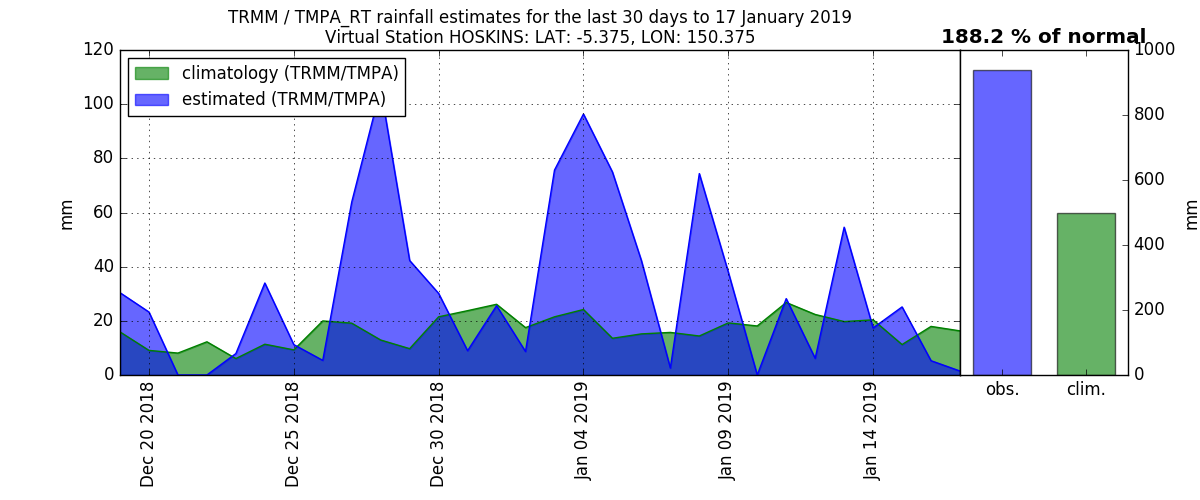 TRMM / TMPA_RT rainfall estimates for the last 30 days to 17 January 2019
Virtual Station HOSKINS: LAT: -5.375, LON: 150.375
188.2 % of normal
climatology (TRMM/TMPA)
estimated (TRMM/TMPA)
mm
120
100
80
60
40
20
0
Dec 20 2018
Dec 25 2018
Dec 30 2018
Jan 04 2019
Jan 09 2019
Jan 14 2019
1000
800
600
400
200
0
mm
obs.
clim.